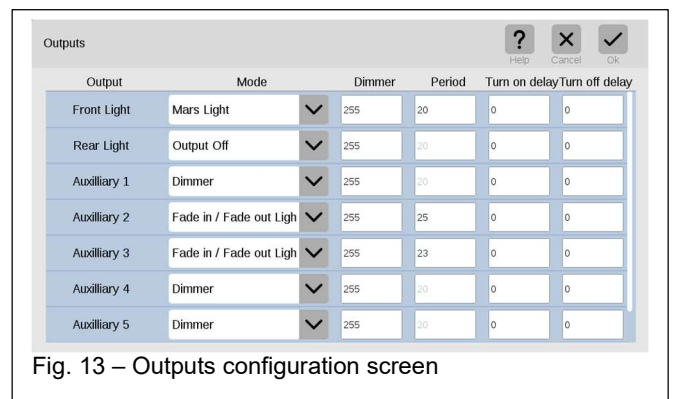 Outputs
? Help
Cancel
Ok
Output Mode Dimmer Period Turn on delay Turn off delay
Front Light Mars Light 255 20 0 0
Rear Light Output Off 255 20 0 0
Auxilliary 1 Dimmer 255 20 0 0
Auxilliary 2 Fade in / Fade out Ligh 255 25 0 0
Auxilliary 3 Fade in / Fade out Ligh 255 23 0 0
Auxilliary 4 Dimmer 255 20 0 0
Auxilliary 5 Dimmer 255 20 0 0
Fig. 13 – Outputs configuration screen